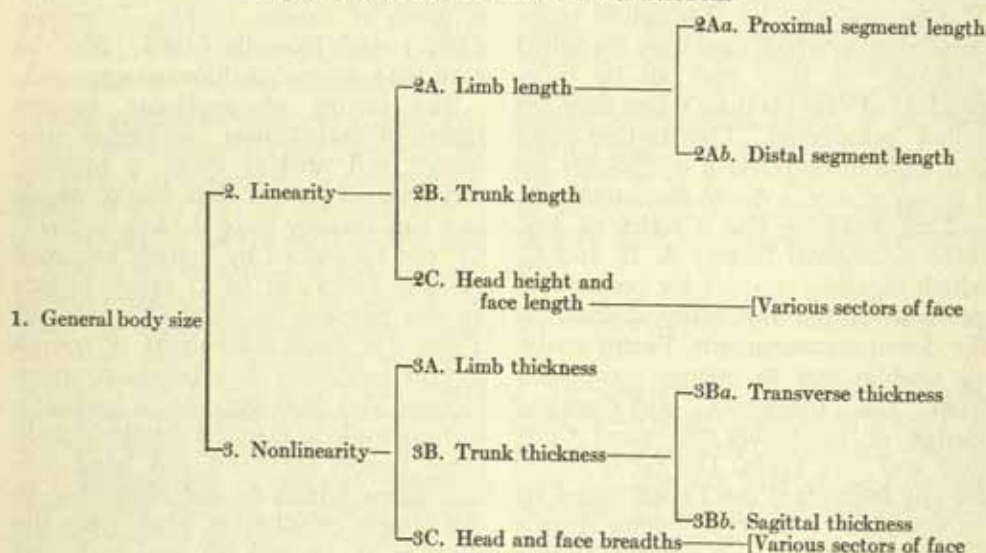 2Aa. Proximal segment length
2A. Limb length
2Ab. Distal segment length
2. Linearity
2B. Trunk length
2C. Head height and
face length
[Various sectors of face
1. General body size
3A. Limb thickness
3Ba. Transverse thickness
3. Nonlinearity
3B. Trunk thickness
3Bb. Sagittal thickness
3C. Head and face breadths
[Various sectors of face